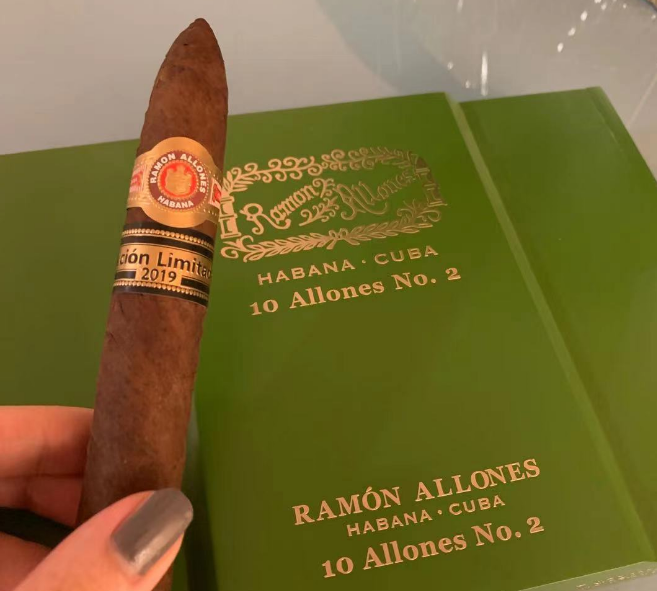 RAMON ALLONES
HABANA
ción Limita
2019
Ramon Allones
HABANA · CUBA
10 Allones No. 2
RAMÓN ALLONES
HABANA · CUBA
10 Allones No. 2